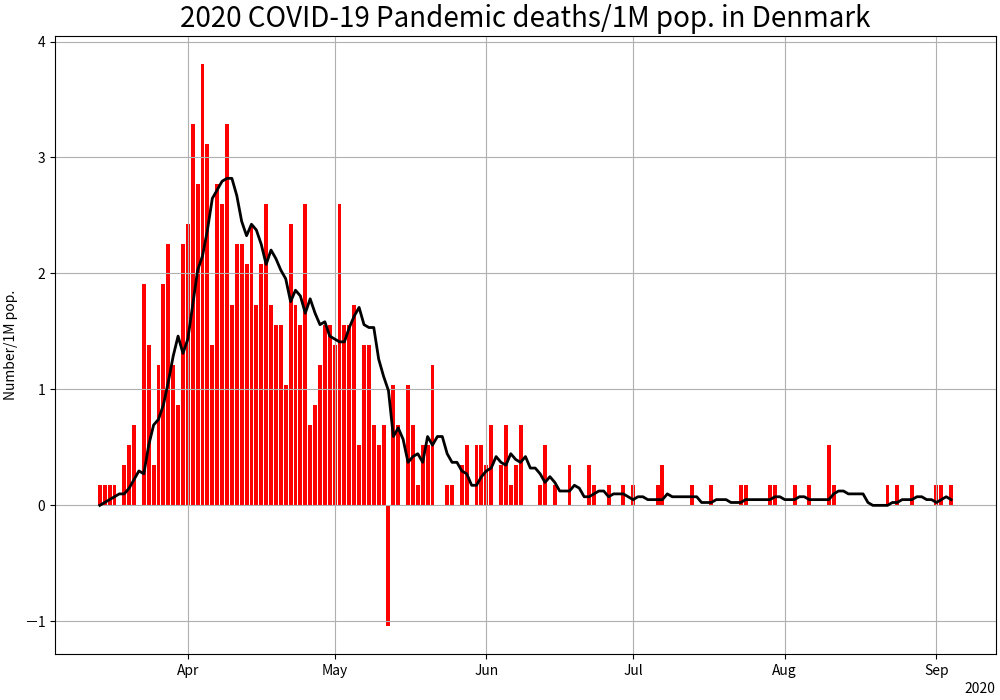 2020 COVID-19 Pandemic deaths/1M pop. in Denmark
Number/1M pop.
4
3
2
1
0
−1
Apr May Jun Jul Aug Sep
2020